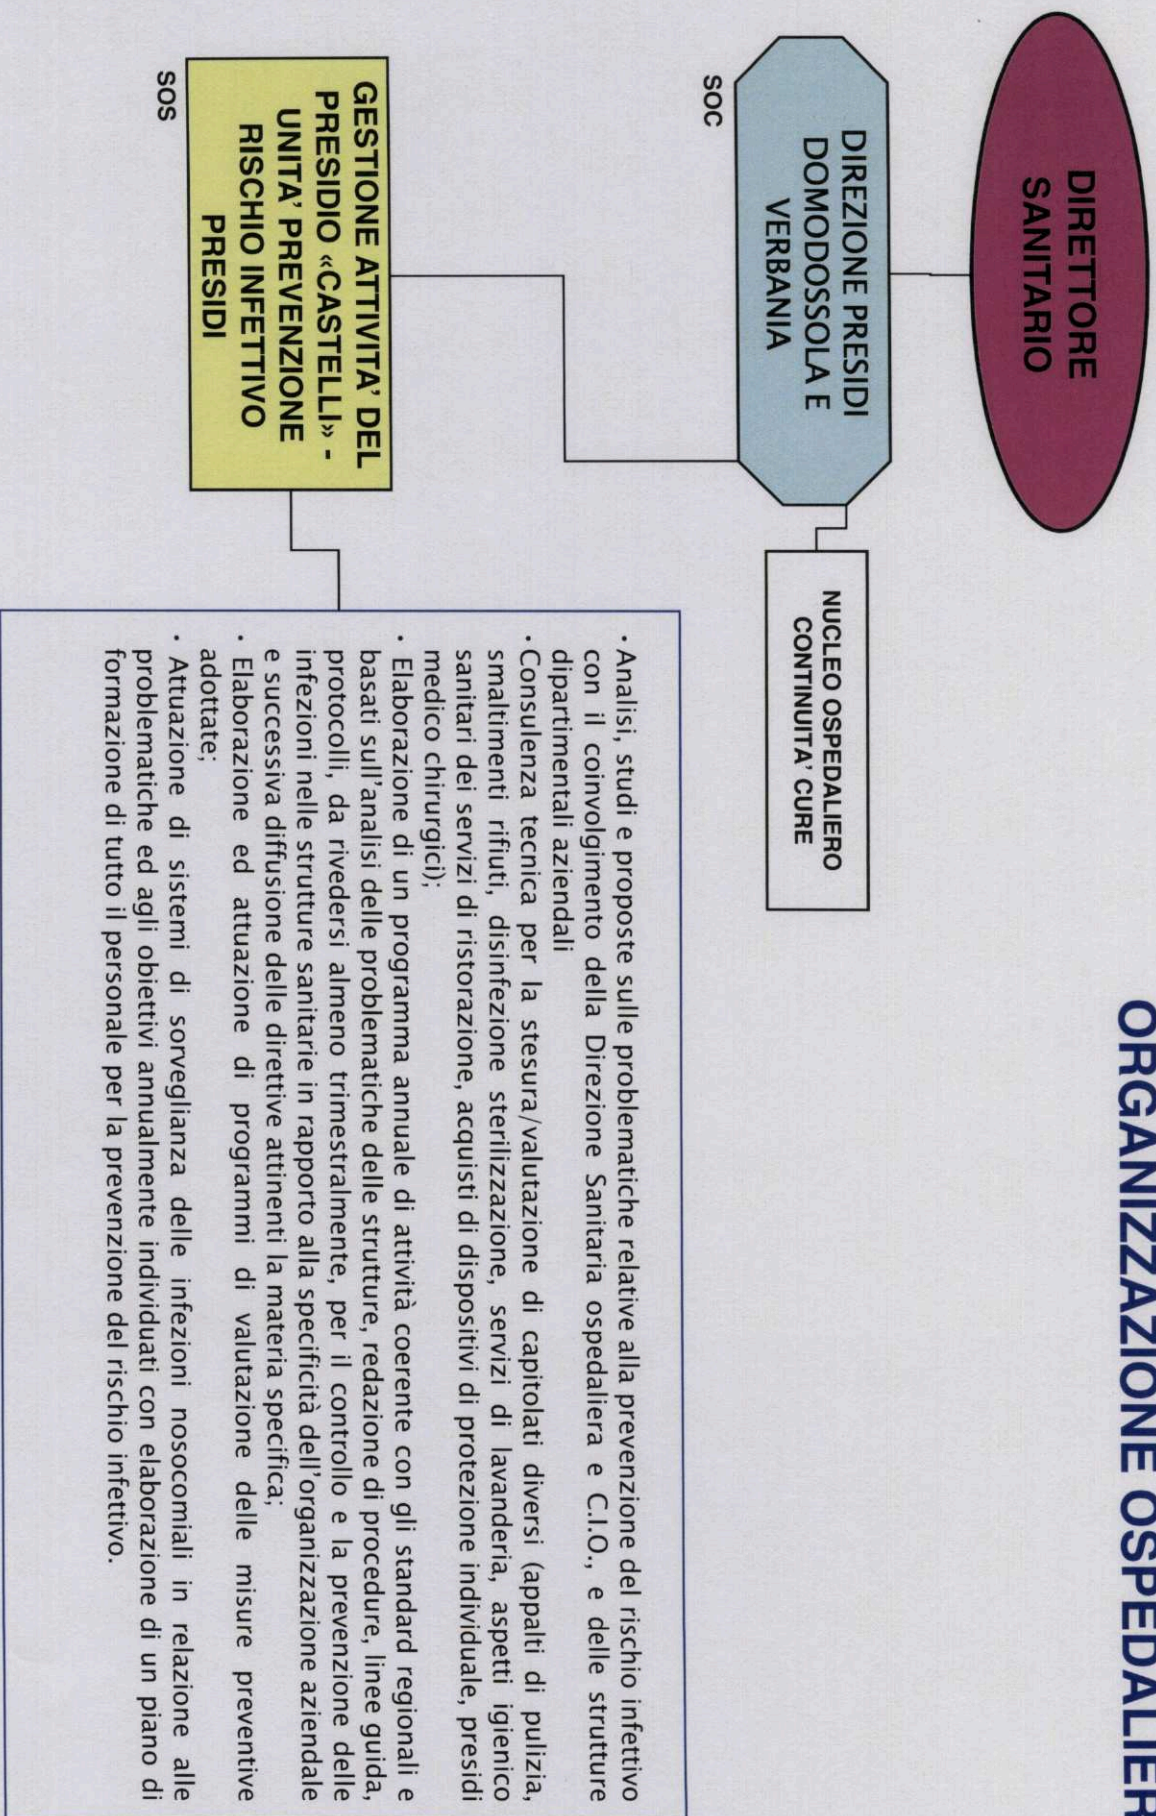 ORGANIZZAZIONE OSPEDALIER
DIRETTORE
SANITARIO
DIREZIONE PRESIDI
DOMODOSSOLA E
VERBANIA
SOC
NUCLEO OSPEDALIERO
CONTINUITA' CURE
GESTIONE ATTIVITA' DEL
PRESIDIO «CASTELLI» -
UNITA' PREVENZIONE
RISCHIO INFETTIVO
PRESIDI
SOS
• Analisi, studi e proposte sulle problematiche relative alla prevenzione del rischio infettivo
con il coinvolgimento della Direzione Sanitaria ospedaliera e C.I.O., e delle strutture
dipartimentali aziendali
• Consulenza tecnica per la stesura/valutazione di capitolati diversi (appalti di pulizia,
smaltimenti rifiuti, disinfezione sterilizzazione, servizi di lavanderia, aspetti igienico
sanitari dei servizi di ristorazione, acquisti di dispositivi di protezione individuale, presidi
medico chirurgici);
• Elaborazione di un programma annuale di attività coerente con gli standard regionali e
basati sull'analisi delle problematiche delle strutture, redazione di procedure, linee guida,
protocolli, da rivedersi almeno trimestralmente, per il controllo e la prevenzione delle
infezioni nelle strutture sanitarie in rapporto alla specificità dell'organizzazione aziendale
e successiva diffusione delle direttive attinenti la materia specifica;
• Elaborazione ed attuazione di programmi di valutazione delle misure preventive
adottate;
• Attuazione di sistemi di sorveglianza delle infezioni nosocomiali in relazione alle
problematiche ed agli obiettivi annualmente individuati con elaborazione di un piano di
formazione di tutto il personale per la prevenzione del rischio infettivo.